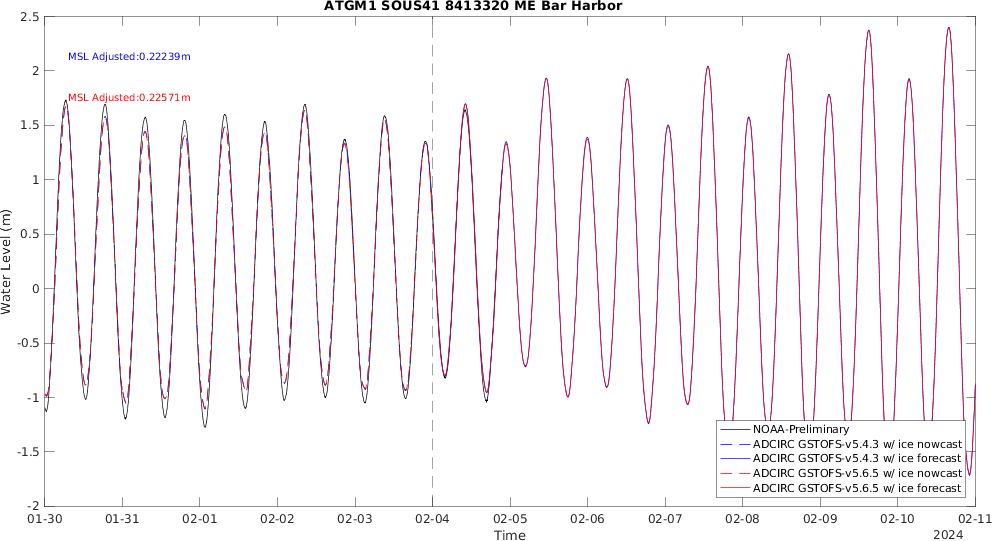 ATGM1 SOUS41 8413320 ME Bar Harbor
2.5
2
1.5
1
0.5
0
-0.5
-1
-1.5
-2
Water Level (m)
MSL Adjusted:0.22239m
MSL Adjusted:0.22571m
NOAA-Preliminary
ADCIRC GSTOFS-v5.4.3 w/ ice nowcast
ADCIRC GSTOFS-v5.4.3 w/ ice forecast
ADCIRC GSTOFS-v5.6.5 w/ ice nowcast
ADCIRC GSTOFS-v5.6.5 w/ ice forecast
01-30 01-31 02-01 02-02 02-03 02-04 02-05 02-06 02-07 02-08 02-09 02-10 02-11
Time
2024